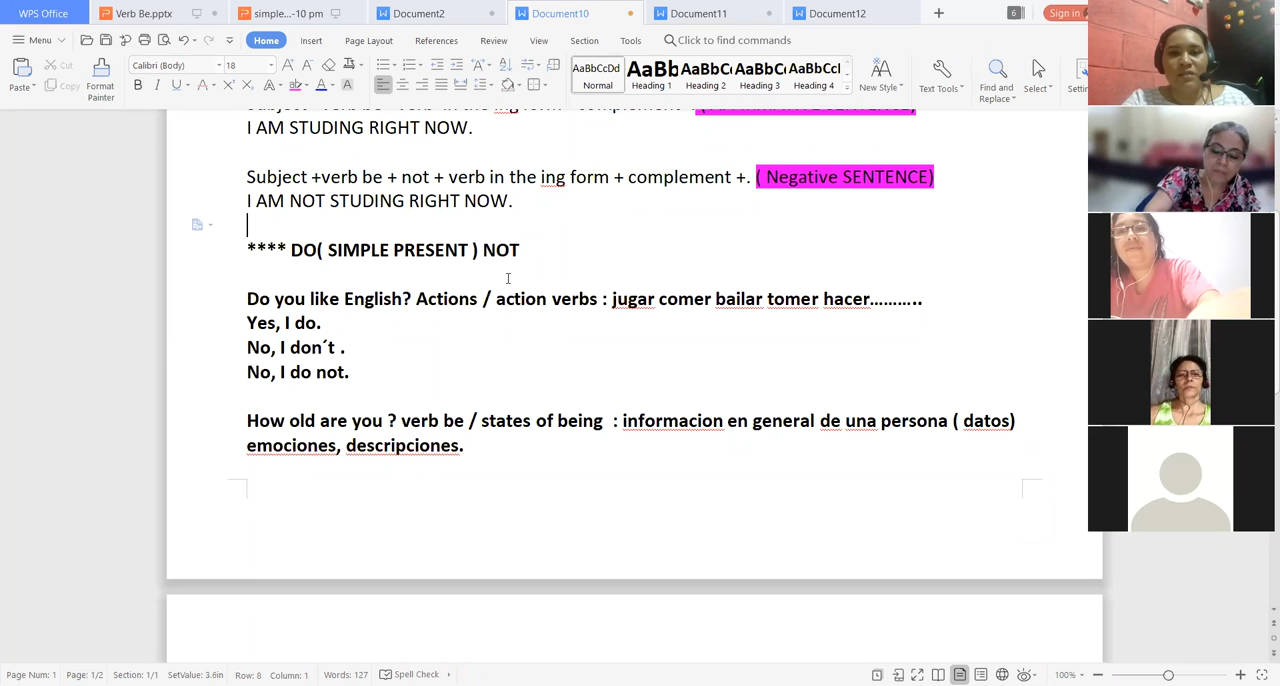 WPS Office Verb Be.pptx simple...-10 pm Document2 Document10 Document11 Document12 + 6 Sign in
Menu Home Insert Page Layout References Review View Section Tools Click to find commands
Paste Cut Copy Format Painter Calibri (Body) 18 AaBbCcDd Normal AaBb Heading 1 AaBbC Heading 2 AaBbC Heading 3 AaBbCcI Heading 4 New Style Text Tools Find and Replace Select
I AM STUDING RIGHT NOW.
Subject +verb be + not + verb in the ing form + complement +. ( Negative SENTENCE)
I AM NOT STUDING RIGHT NOW.
**** DO( SIMPLE PRESENT ) NOT
Do you like English? Actions / action verbs : jugar comer bailar tomer hacer...........
Yes, I do.
No, I don´t .
No, I do not.
How old are you ? verb be / states of being : informacion en general de una persona ( datos)
emociones, descripciones.
Page Num: 1 Page: 1/2 Section: 1/1 SetValue: 3.6in Row: 8 Column: 1 Words: 127 Spell Check 100%